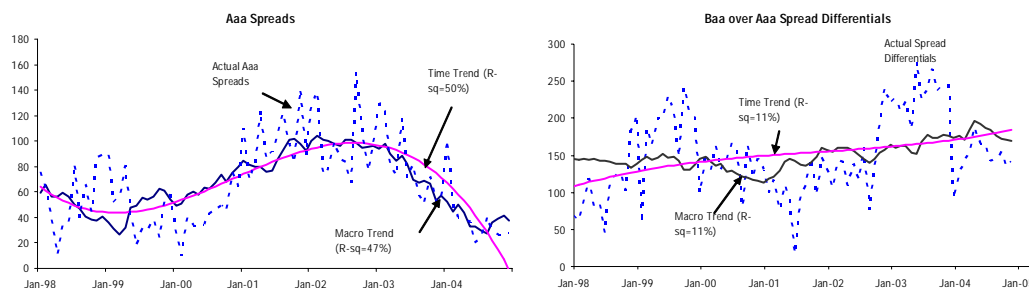 Aaa Spreads
180
160
140
120
100
80
60
40
20
0
Jan-98
Jan-99
Jan-00
Jan-01
Jan-02
Jan-03
Jan-04
Actual Aaa
Spreads
Time Trend (R-
sq=50%)
Macro Trend
(R-sq=47%)
Baa over Aaa Spread Differentials
300
250
200
150
100
50
0
Jan-98
Jan-99
Jan-00
Jan-01
Jan-02
Jan-03
Jan-04
Jan-0
Actual Spread
Differentials
Time Trend (R-
sq=11%)
Macro Trend (R-
sq=11%)